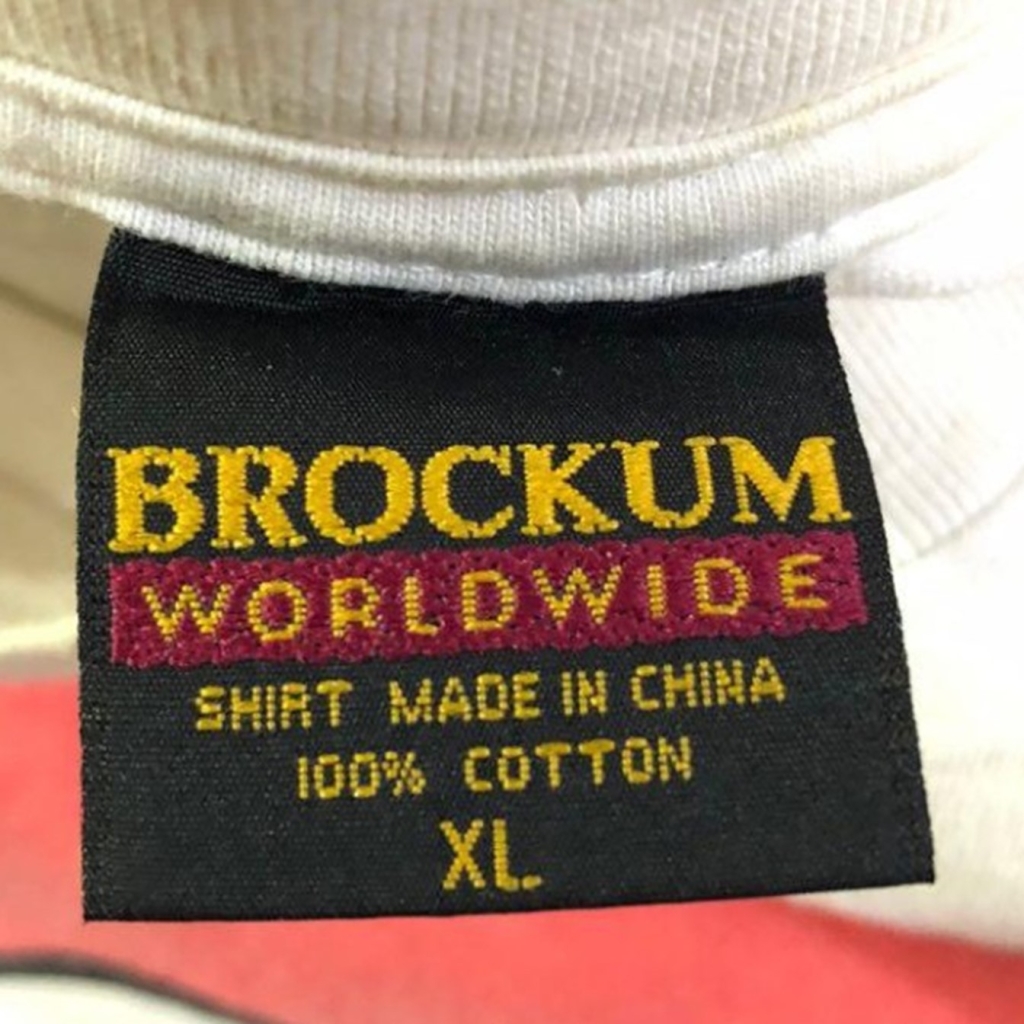 BROCKUM
WORLDWIDE
SHIRT MADE IN CHINA
100% COTTON
XL